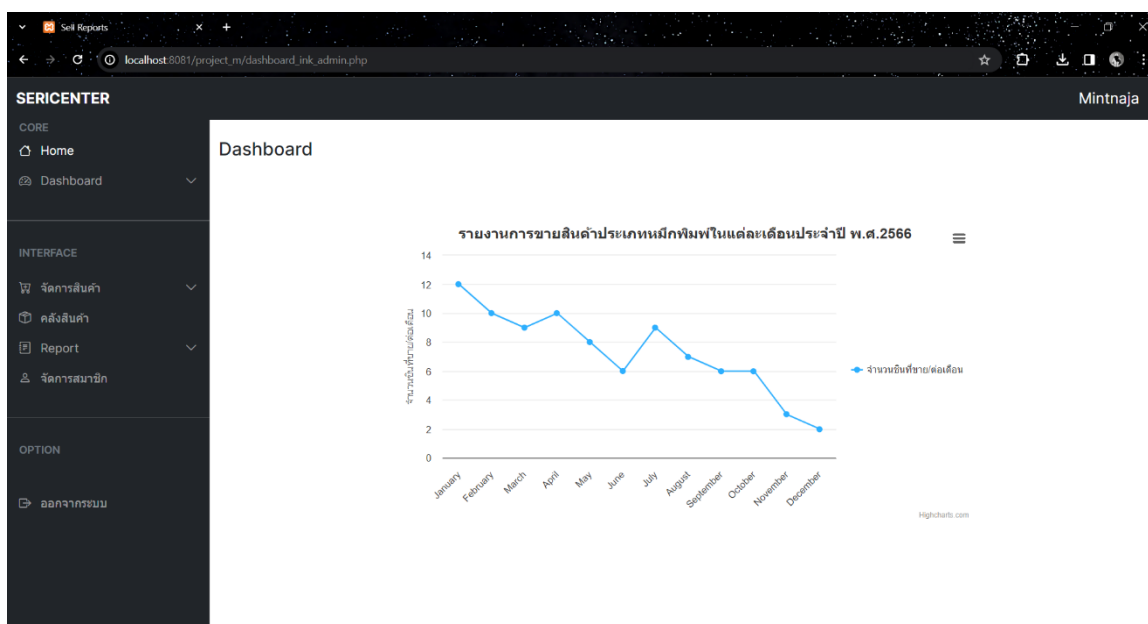 Sell Reports
localhost:8081/project_m/dashboard_ink_admin.php
SERICENTER
Mintnaja
CORE
Home
Dashboard
INTERFACE
จัดการสินค้า
คลังสินค้า
Report
จัดการสมาชิก
OPTION
ออกจากระบบ
Dashboard
รายงานการขายสินค้าประเภทหมึกพิมพ์ในแต่ละเดือนประจำปี พ.ศ.2566
จำนวนชิ้นที่ขาย/ต่อเดือน
14
12
10
8
6
4
2
0
January
February
March
April
May
June
July
August
September
October
November
December
จำนวนชิ้นที่ขาย/ต่อเดือน
Highcharts.com